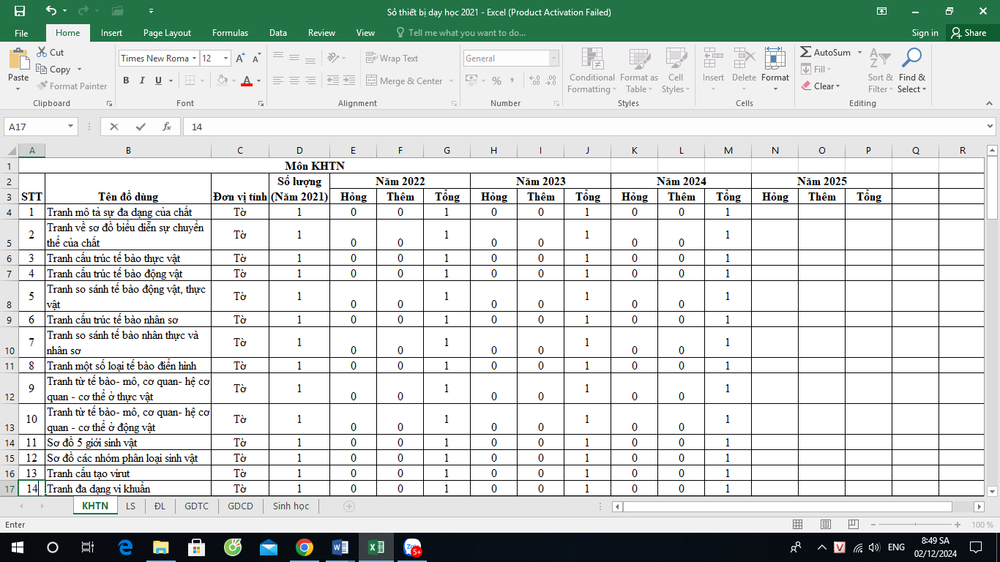 Sổ thiết bị dạy học 2021 - Excel (Product Activation Failed)
File Home Insert Page Layout Formulas Data Review View Tell me what you want to do... Sign in Share
Paste Cut Copy Format Painter Clipboard
Times New Roma 12 B I U A Font
Wrap Text Merge & Center Alignment
General % Number
Conditional Formatting Format as Table Cell Styles Styles
Insert Delete Format Cells
AutoSum Fill Clear Sort & Filter Find & Select Editing
A17 fx 14
A B C D E F G H I J K L M N O P Q R
1 Môn KHTN
2 Số lượng Năm 2022 Năm 2023 Năm 2024 Năm 2025
3 STT Tên đồ dùng Đơn vị tính (Năm 2021) Hỏng Thêm Tổng Hỏng Thêm Tổng Hỏng Thêm Tổng Hỏng Thêm Tổng
4 1 Tranh mô tả sự đa dạng của chất Tờ 1 0 0 1 0 0 1 0 0 1
5 2 Tranh về sơ đồ biểu diễn sự chuyển
thể của chất Tờ 1 0 0 1 0 0 1 0 0 1
6 3 Tranh cấu trúc tế bào thực vật Tờ 1 0 0 1 0 0 1 0 0 1
7 4 Tranh cấu trúc tế bào động vật Tờ 1 0 0 1 0 0 1 0 0 1
8 5 Tranh so sánh tế bào động vật, thực
vật Tờ 1 0 0 1 0 0 1 0 0 1
9 6 Tranh cấu trúc tế bào nhân sơ Tờ 1 0 0 1 0 0 1 0 0 1
10 7 Tranh so sánh tế bào nhân thực và
nhân sơ Tờ 1 0 0 1 0 0 1 0 0 1
11 8 Tranh một số loại tế bào điển hình Tờ 1 0 0 1 0 0 1 0 0 1
12 9 Tranh từ tế bào- mô, cơ quan- hệ cơ
quan - cơ thể ở thực vật Tờ 1 0 0 1 0 0 1 0 0 1
13 10 Tranh từ tế bào- mô, cơ quan- hệ cơ
quan - cơ thể ở động vật Tờ 1 0 0 1 0 0 1 0 0 1
14 11 Sơ đồ 5 giới sinh vật Tờ 1 0 0 1 0 0 1 0 0 1
15 12 Sơ đồ các nhóm phân loại sinh vật Tờ 1 0 0 1 0 0 1 0 0 1
16 13 Tranh cấu tạo virut Tờ 1 0 0 1 0 0 1 0 0 1
17 14 Tranh đa dạng vi khuẩn Tờ 1 0 0 1 0 0 1 0 0 1
KHTN LS ĐL GDTC GDCD Sinh học
Enter 100 %
5+ V ENG 8:49 SA
02/12/2024